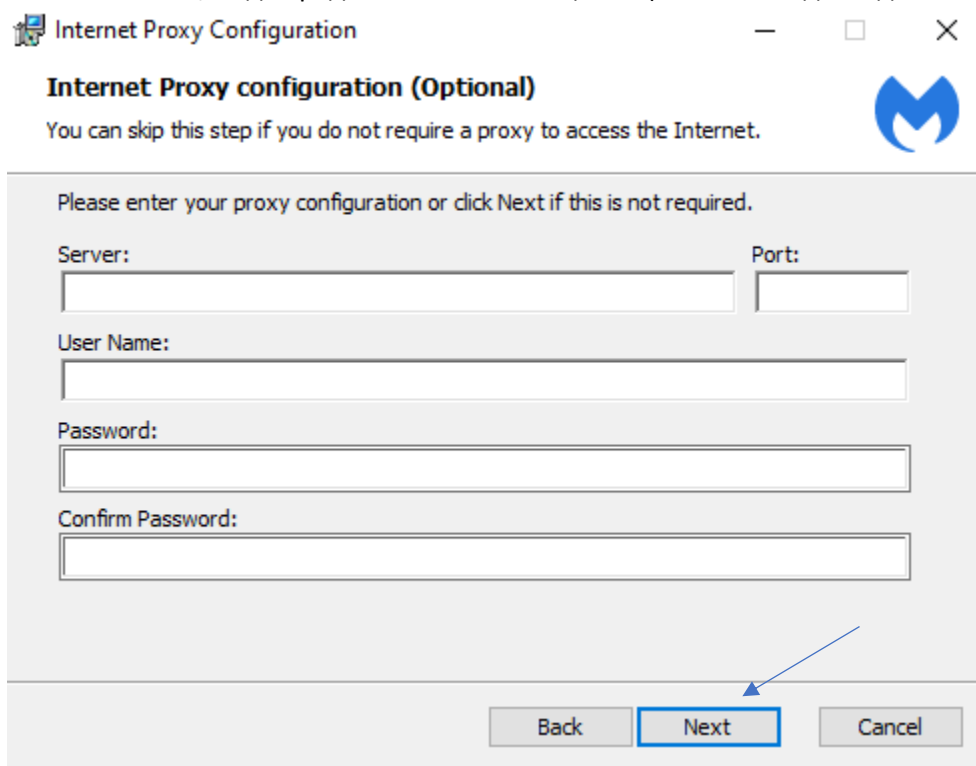 Internet Proxy Configuration
Internet Proxy configuration (Optional)
You can skip this step if you do not require a proxy to access the Internet.
Please enter your proxy configuration or click Next if this is not required.
Server: Port:
User Name:
Password:
Confirm Password:
Back Next Cancel